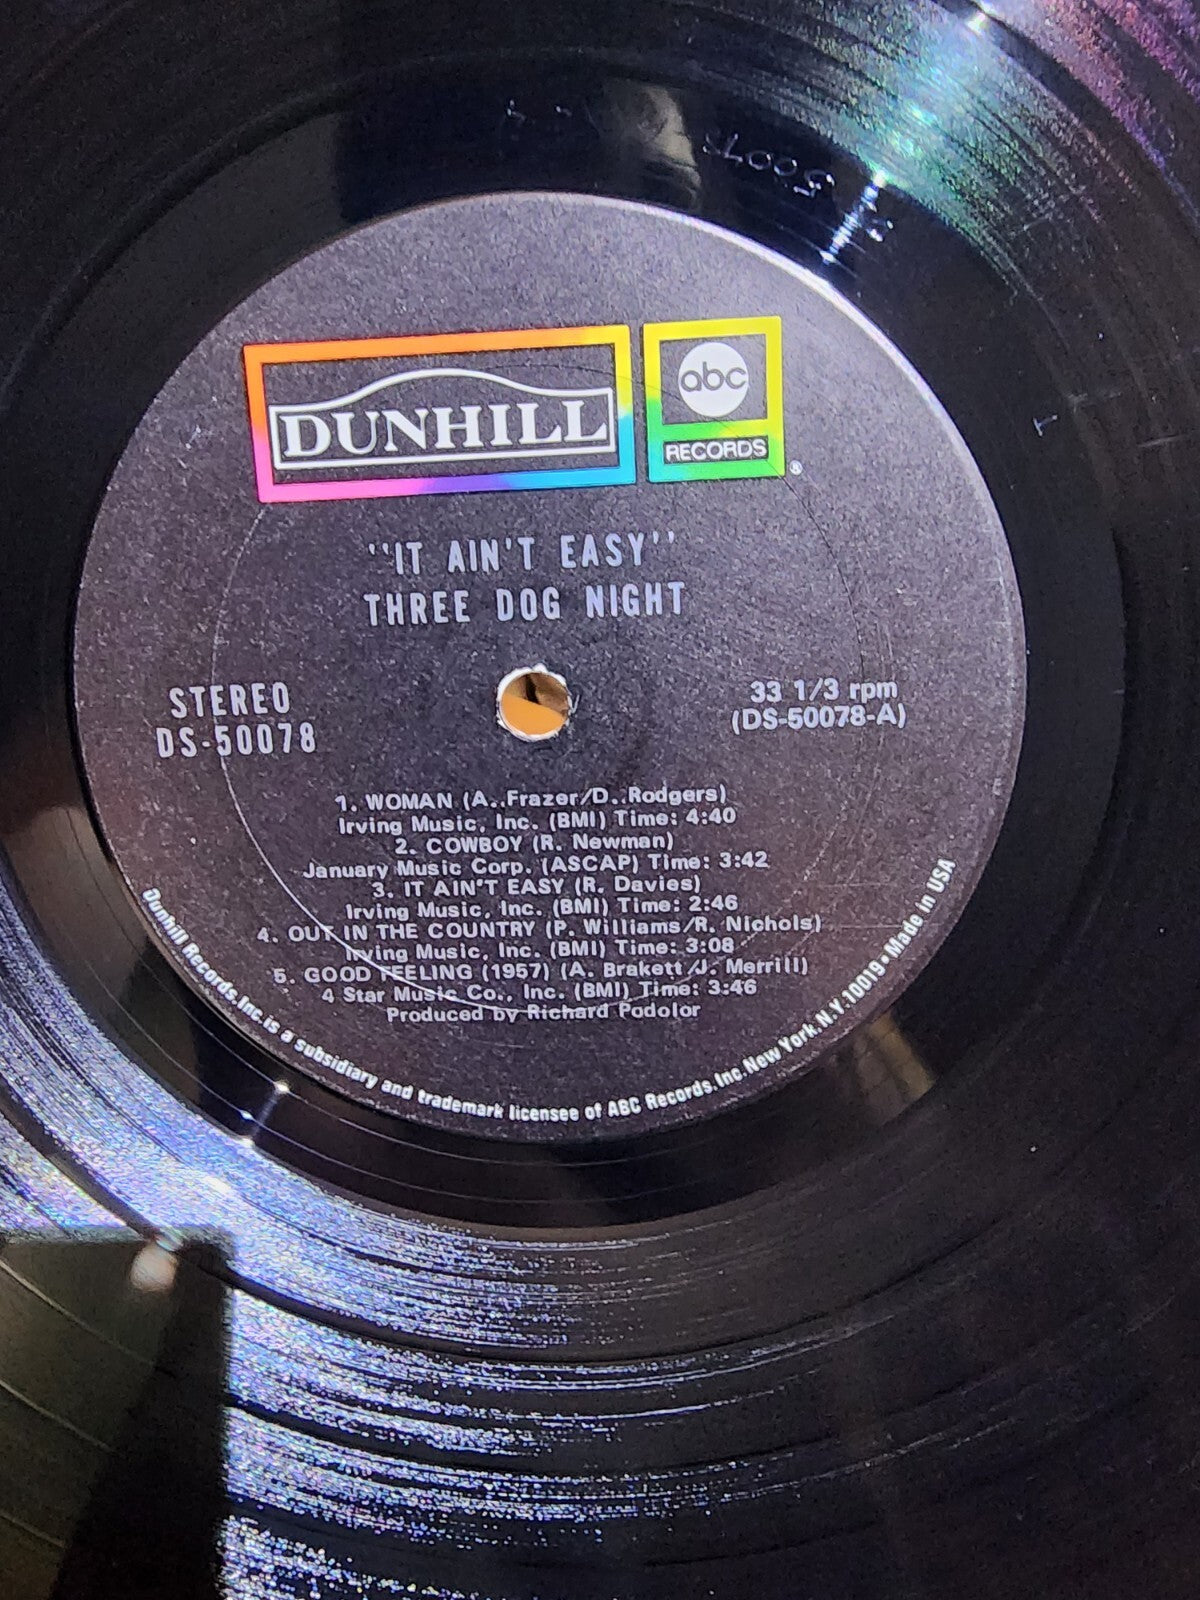 DUNHILL
abc
RECORDS
®
"IT AIN'T EASY"
THREE DOG NIGHT
STEREO
DS-50078
33 1/3 rpm
(DS-50078-A)
1. WOMAN (A..Frazer/D..Rodgers)
Irving Music, Inc. (BMI) Time: 4:40
2. COWBOY (R. Newman)
January Music Corp. (ASCAP) Time: 3:42
3. IT AIN'T EASY (R. Davies)
Irving Music, Inc. (BMI) Time: 2:46
4. OUT IN THE COUNTRY (P. Williams/R. Nichols)
Irving Music, Inc. (BMI) Time: 3:08
5. GOOD FEELING (1957) (A. Brakett/J. Merrill)
4 Star Music Co., Inc. (BMI) Time: 3:46
Produced by Richard Podolor
Dunhill Records, Inc. is a subsidiary and trademark licensee of ABC Records, Inc. New York, N.Y. 10019 • Made in USA